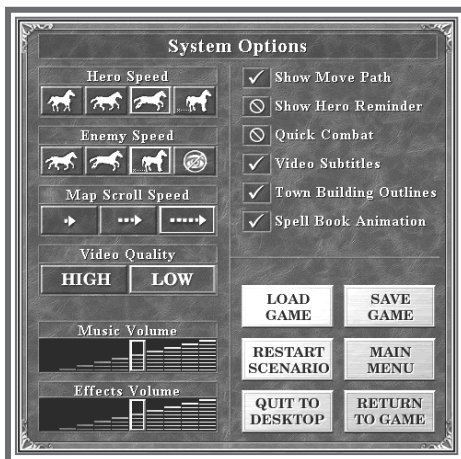 System Options
Hero Speed
Enemy Speed
Map Scroll Speed
Video Quality
HIGH LOW
Music Volume
Effects Volume
Show Move Path
Show Hero Reminder
Quick Combat
Video Subtitles
Town Building Outlines
Spell Book Animation
LOAD
GAME
SAVE
GAME
RESTART
SCENARIO
MAIN
MENU
QUIT TO
DESKTOP
RETURN
TO GAME